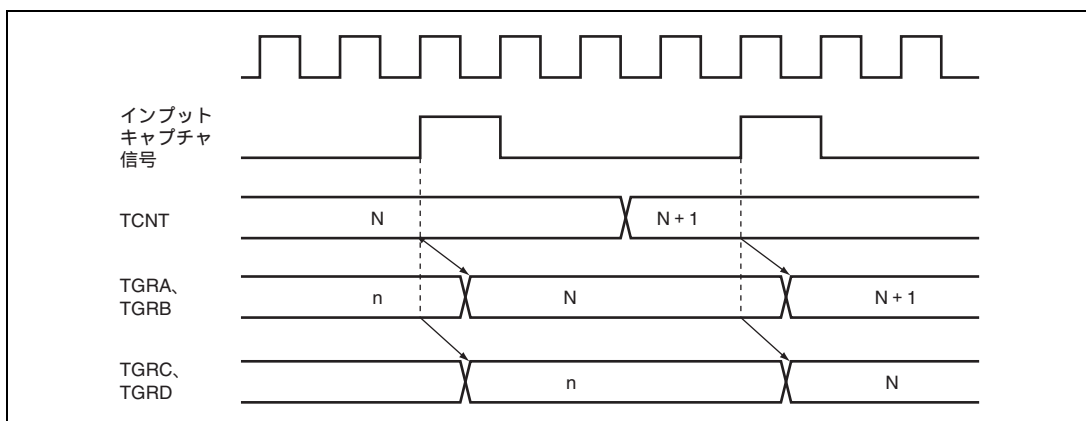 インプット
キャプチャ
信号
TCNT
N
N + 1
TGRA、
TGRB
n
N
N + 1
TGRC、
TGRD
n
N